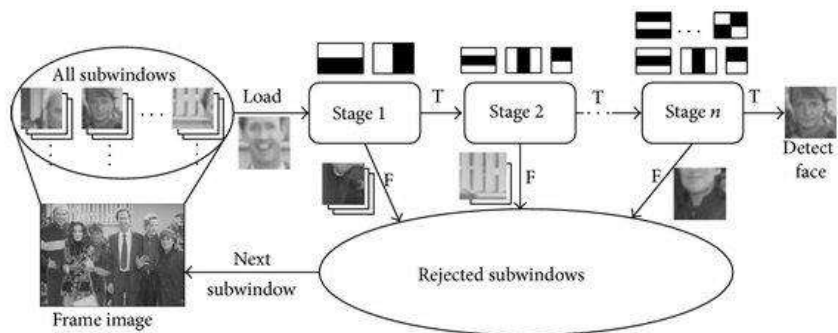 All subwindows
. . .
Load
Stage 1
T
Stage 2
T
. . .
Stage n
T
Detect
face
F
F
F
Rejected subwindows
Next
subwindow
Frame image